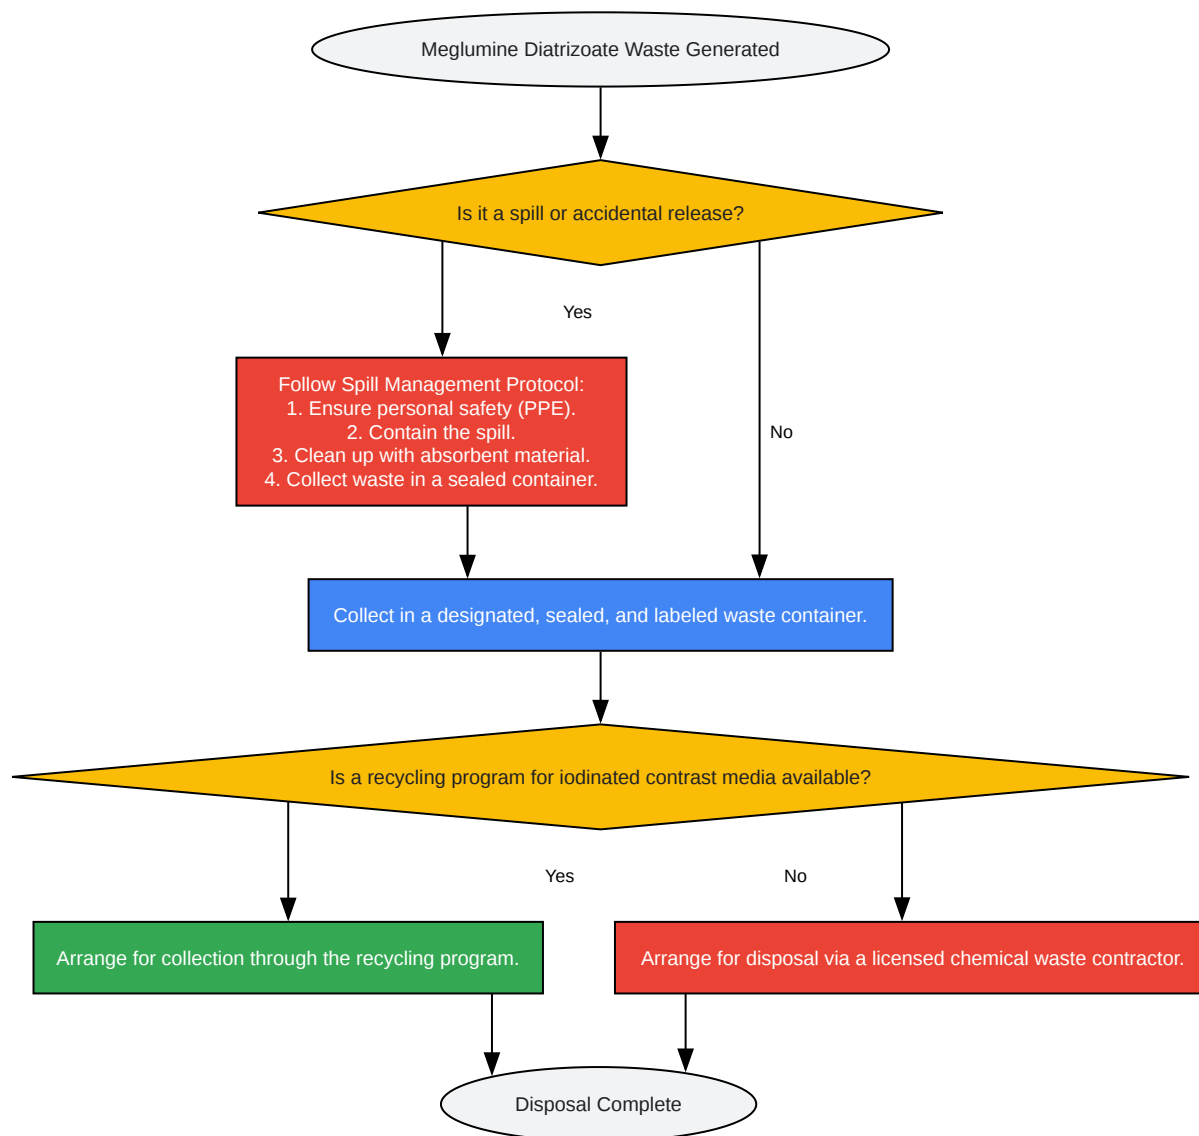 Meglumine Diatrizoate Waste Generated
Is it a spill or accidental release?
Yes
Follow Spill Management Protocol:
1. Ensure personal safety (PPE).
2. Contain the spill.
3. Clean up with absorbent material.
4. Collect waste in a sealed container.
No
Collect in a designated, sealed, and labeled waste container.
Is a recycling program for iodinated contrast media available?
Yes
No
Arrange for collection through the recycling program.
Arrange for disposal via a licensed chemical waste contractor.
Disposal Complete